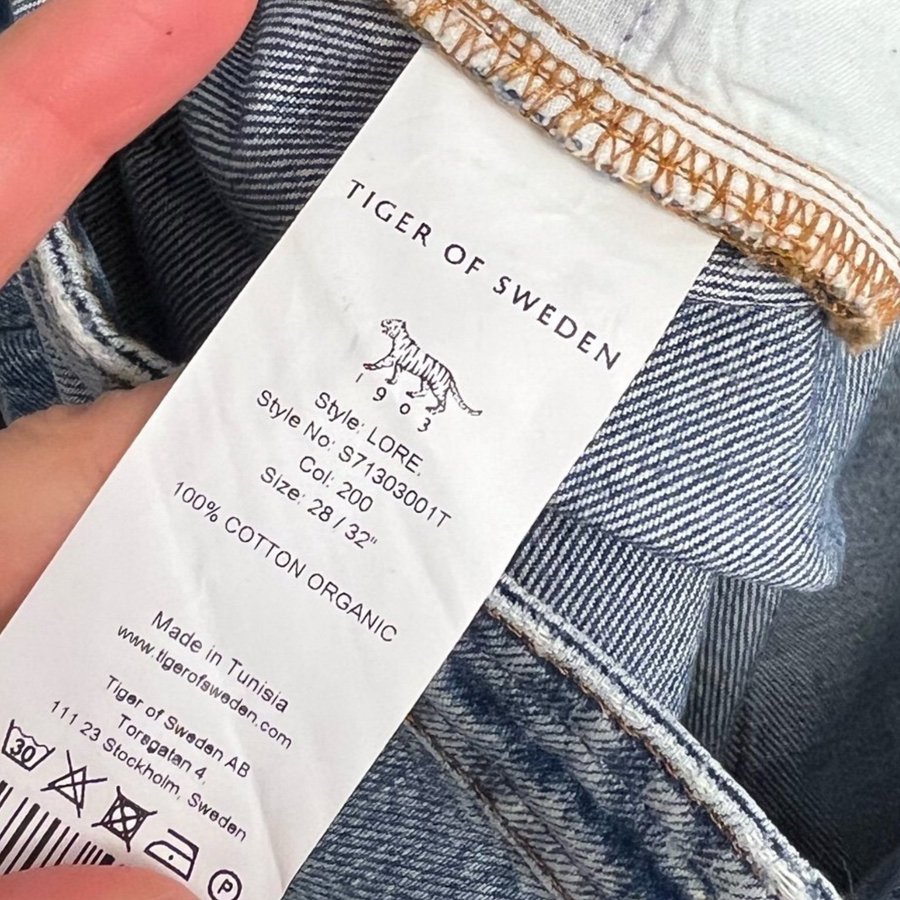 TIGER OF SWEDEN
1903
Style: LORE.
Style No: S71303001T
Col: 200
Size: 28 / 32"
100% COTTON ORGANIC
Made in Tunisia
www.tigerofsweden.com
Tiger of Sweden AB
Torsgatan 4,
111 23 Stockholm, Sweden
30
P